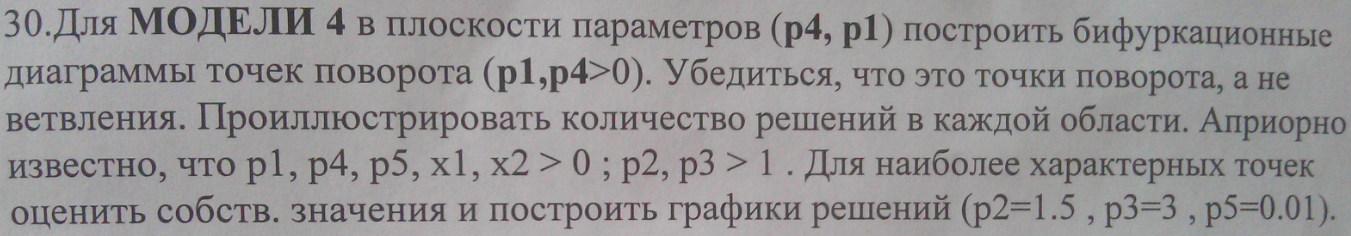 30.Для МОДЕЛИ 4 в плоскости параметров (p4, p1) построить бифуркационные
диаграммы точек поворота (p1,p4>0). Убедиться, что это точки поворота, а не
ветвления. Проиллюстрировать количество решений в каждой области. Априорно
известно, что p1, p4, p5, x1, x2 > 0 ; p2, p3 > 1 . Для наиболее характерных точек
оценить собств. значения и построить графики решений (p2=1.5 , p3=3 , p5=0.01).